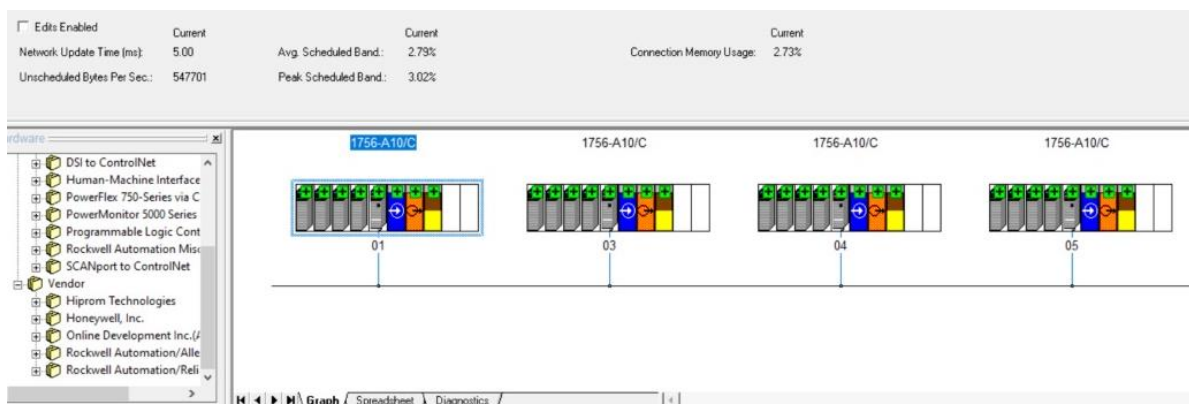 Edits Enabled
Current
Current
Current
Network Update Time (ms): 5.00
Avg. Scheduled Band.: 2.79%
Connection Memory Usage: 2.73%
Unscheduled Bytes Per Sec.: 547701
Peak Scheduled Band.: 3.02%
rdware
DSI to ControlNet
Human-Machine Interface
PowerFlex 750-Series via C
PowerMonitor 5000 Series
Programmable Logic Cont
Rockwell Automation Misc
SCANport to ControlNet
Vendor
Hiprom Technologies
Honeywell, Inc.
Online Development Inc.(A
Rockwell Automation/Alle
Rockwell Automation/Reli
1756-A10/C 1756-A10/C 1756-A10/C 1756-A10/C
01 03 04 05
Graph Spreadsheet Diagnostics